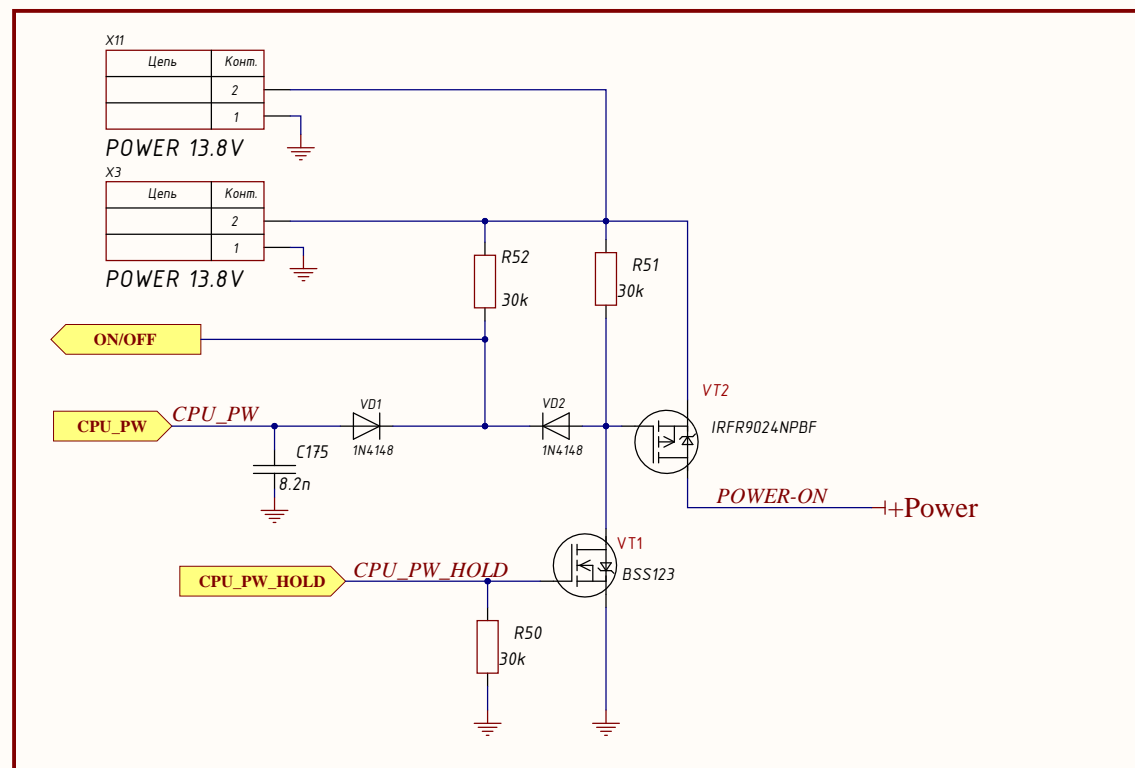 X11
Цепь Конт.
2
1
POWER 13.8V
X3
Цепь Конт.
2
1
POWER 13.8V
R52
30k
R51
30k
ON/OFF
CPU_PW
CPU_PW
VD1
1N4148
VD2
1N4148
VT2
IRFR9024NPBF
C175
8.2n
POWER-ON
+Power
CPU_PW_HOLD
CPU_PW_HOLD
VT1
BSS123
R50
30k